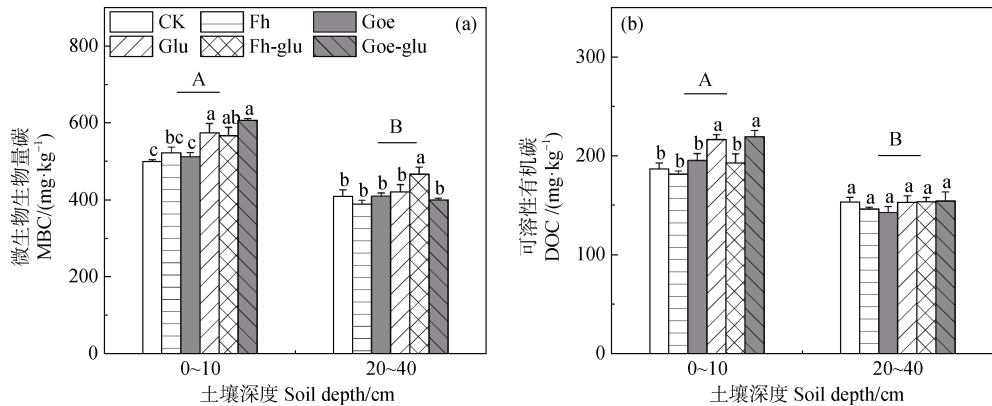 CK Fh Goe (a)
Glu Fh-glu Goe-glu
800
600
400
200
0
微生物生物量碳
MBC/(mg·kg⁻¹)
A
c bc c a ab a
B
b b b b a b
0~10 20~40
土壤深度 Soil depth/cm
(b)
300
200
100
0
可溶性有机碳
DOC /(mg·kg⁻¹)
A
b b b a b a
B
a a a a a a
0~10 20~40
土壤深度 Soil depth/cm